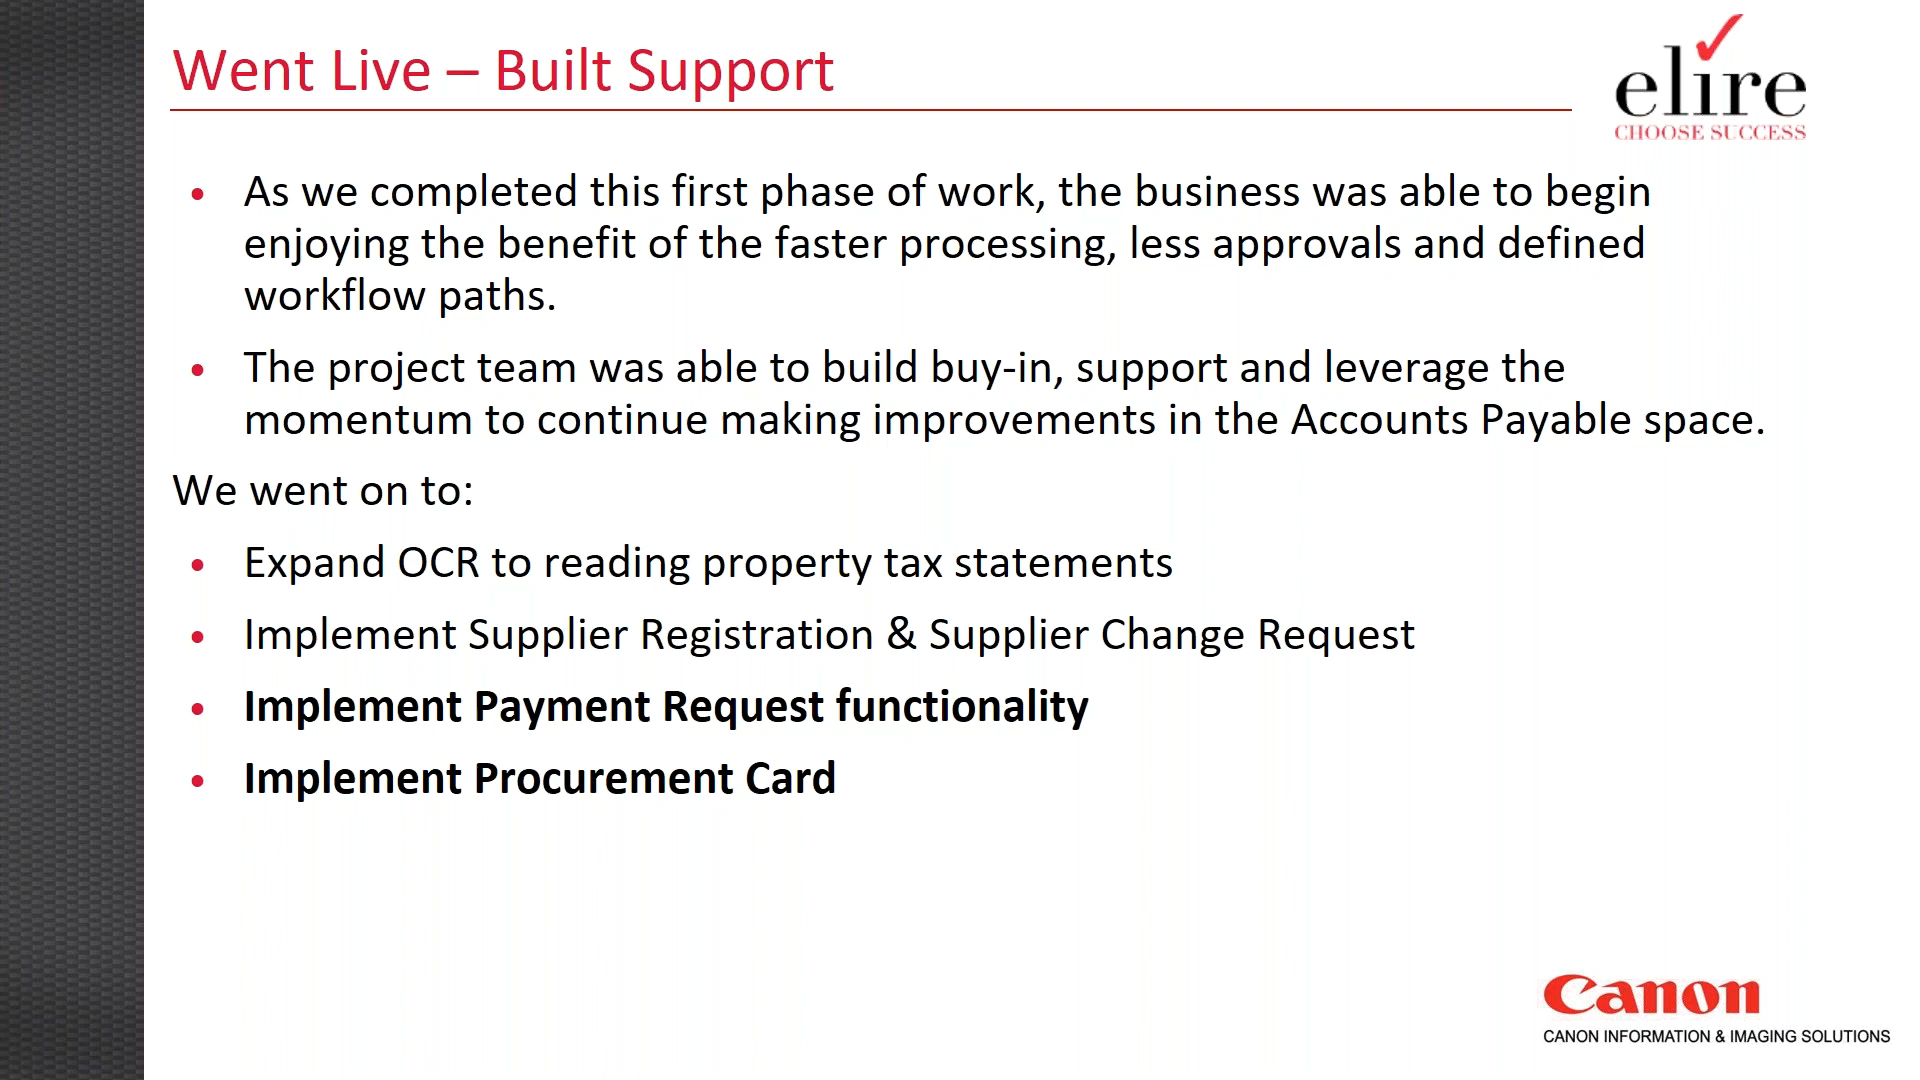 Went Live – Built Support
elire
CHOOSE SUCCESS
• As we completed this first phase of work, the business was able to begin
enjoying the benefit of the faster processing, less approvals and defined
workflow paths.
• The project team was able to build buy-in, support and leverage the
momentum to continue making improvements in the Accounts Payable space.
We went on to:
• Expand OCR to reading property tax statements
• Implement Supplier Registration & Supplier Change Request
• Implement Payment Request functionality
• Implement Procurement Card
Canon
CANON INFORMATION & IMAGING SOLUTIONS